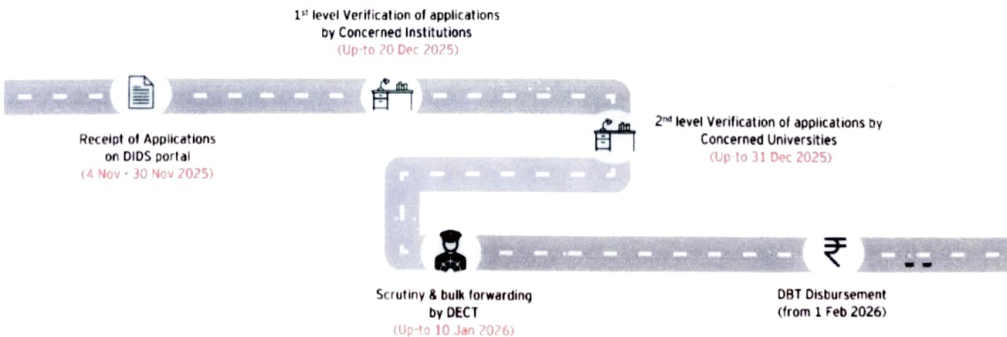 1st level Verification of applications
by Concerned Institutions
(Up-to 20 Dec 2025)
Receipt of Applications
on DIDS portal
(4 Nov - 30 Nov 2025)
2nd level Verification of applications by
Concerned Universities
(Up-to 31 Dec 2025)
Scrutiny & bulk forwarding
by DECT
(Up-to 10 Jan 2026)
₹
DBT Disbursement
(from 1 Feb 2026)